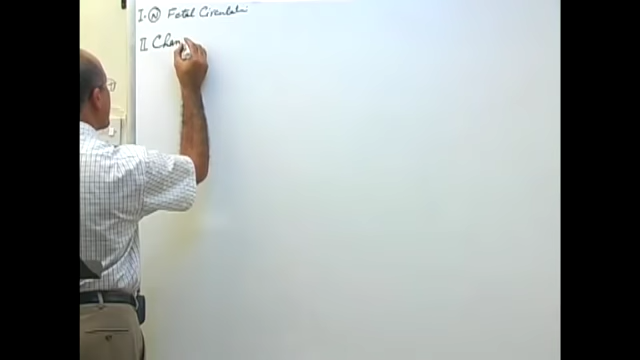 I. Ⓝ Fetal Circulation
II. Chan